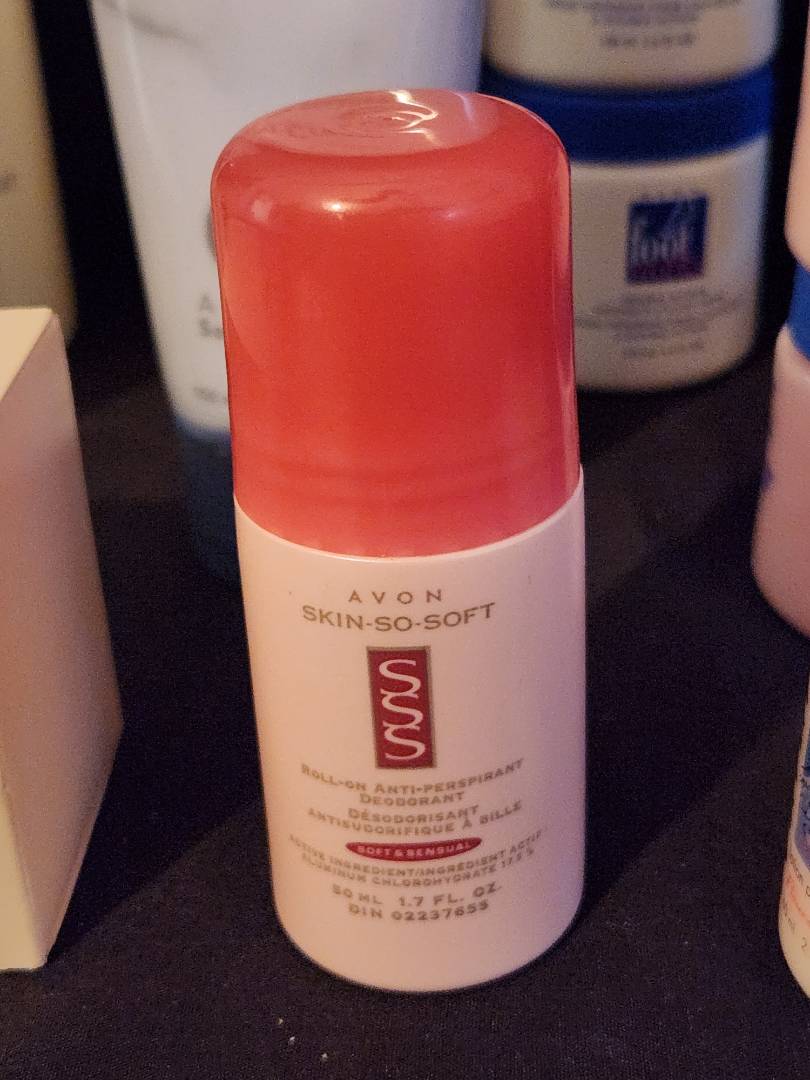 AVON
SKIN-SO-SOFT
SSS
ROLL-ON ANTI-PERSPIRANT
DEODORANT
DÉSODORISANT
ANTISUDORIFIQUE À BILLE
SOFT & SENSUAL
ACTIVE INGREDIENT/INGRÉDIENT ACTIF
ALUMINUM CHLOROHYDRATE 17.5 %
50 ML 1.7 FL. OZ.
DIN 02237655
foot